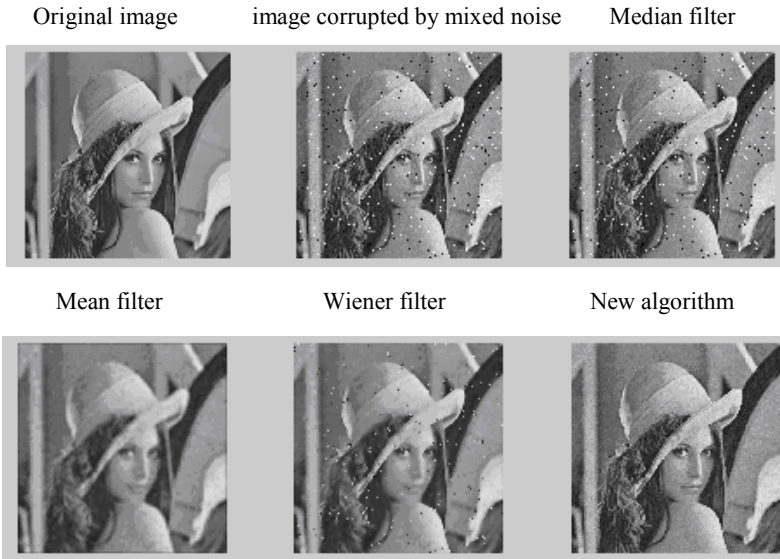 Original image
image corrupted by mixed noise
Median filter
Mean filter
Wiener filter
New algorithm